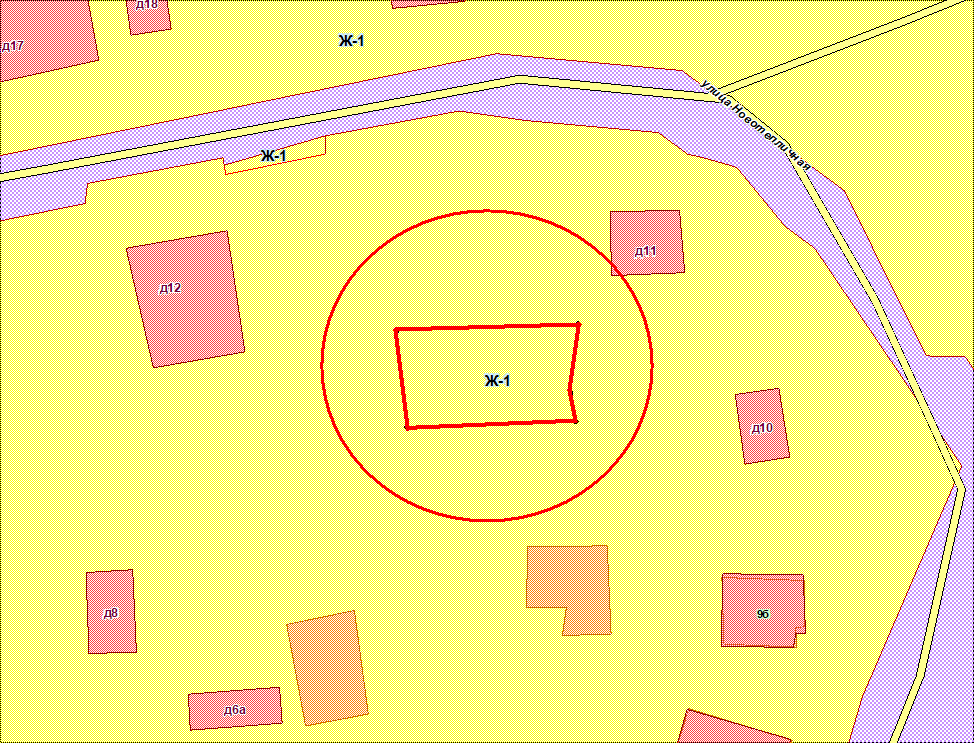 д18
д17
Ж-1
улица Новотепличная
Ж-1
д11
д12
Ж-1
д10
д8
9б
д6а